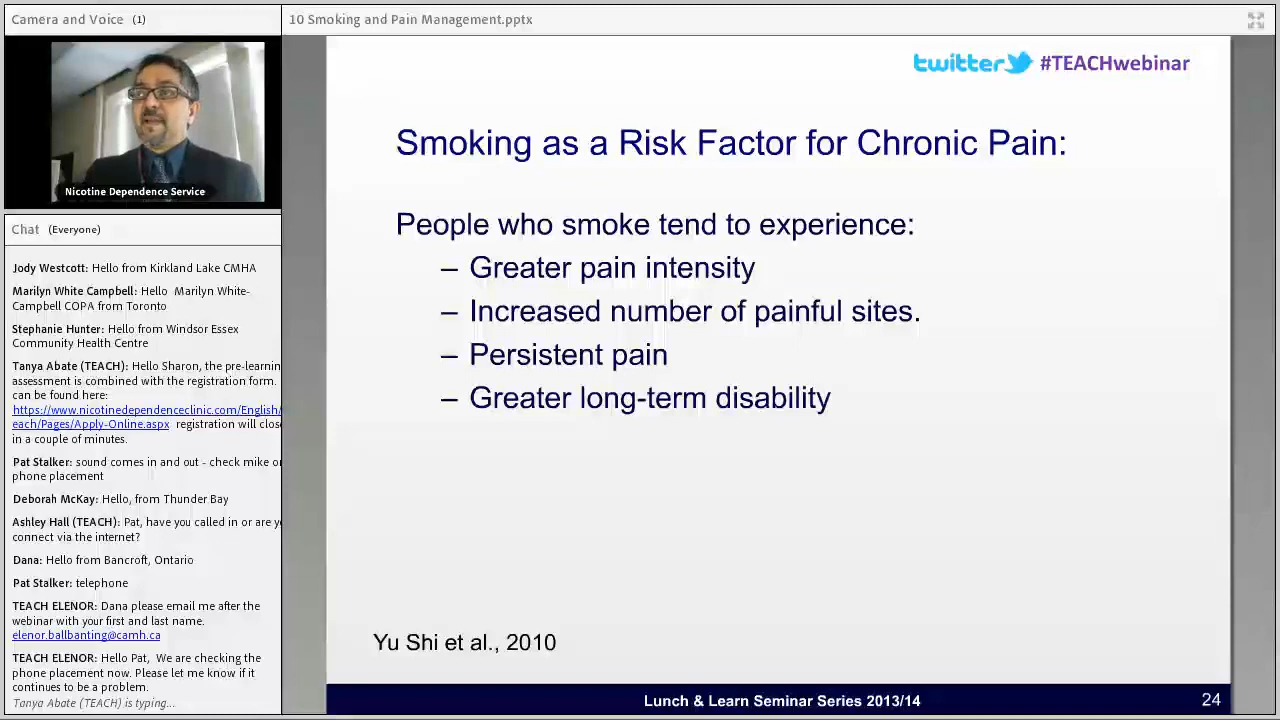 Camera and Voice (1)
10 Smoking and Pain Management.pptx
Nicotine Dependence Service
Chat (Everyone)
Jody Westcott: Hello from Kirkland Lake CMHA
Marilyn White Campbell: Hello Marilyn White-
Campbell COPA from Toronto
Stephanie Hunter: Hello from Windsor Essex
Community Health Centre
Tanya Abate (TEACH): Hello Sharon, the pre-learnin
assessment is combined with the registration form.
can be found here:
https://www.nicotinedependenceclinic.com/English/
each/Pages/Apply-Online.aspx registration will close
in a couple of minutes.
Pat Stalker: sound comes in and out - check mike or
phone placement
Deborah McKay: Hello, from Thunder Bay
Ashley Hall (TEACH): Pat, have you called in or are y
connect via the internet?
Dana: Hello from Bancroft, Ontario
Pat Stalker: telephone
TEACH ELENOR: Dana please email me after the
webinar with your first and last name.
elenor.ballbanting@camh.ca
TEACH ELENOR: Hello Pat, We are checking the
phone placement now. Please let me know if it
continues to be a problem.
Tanya Abate (TEACH) is typing...
twitter #TEACHwebinar
Smoking as a Risk Factor for Chronic Pain:
People who smoke tend to experience:
– Greater pain intensity
– Increased number of painful sites.
– Persistent pain
– Greater long-term disability
Yu Shi et al., 2010
Lunch & Learn Seminar Series 2013/14
24